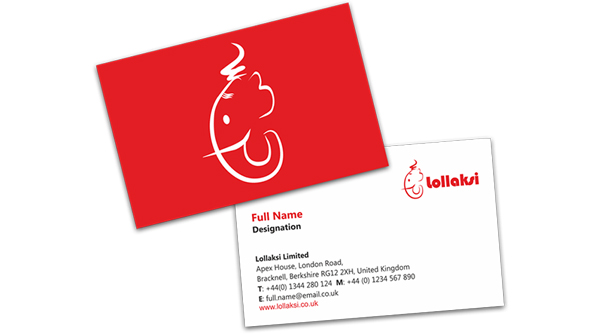 lollaksi
Full Name
Designation
Lollaksi Limited
Apex House, London Road,
Bracknell, Berkshire RG12 2XH, United Kingdom
T: +44(0) 1344 280 124 M: +44 (0) 1234 567 890
E: full.name@email.co.uk
www.lollaksi.co.uk